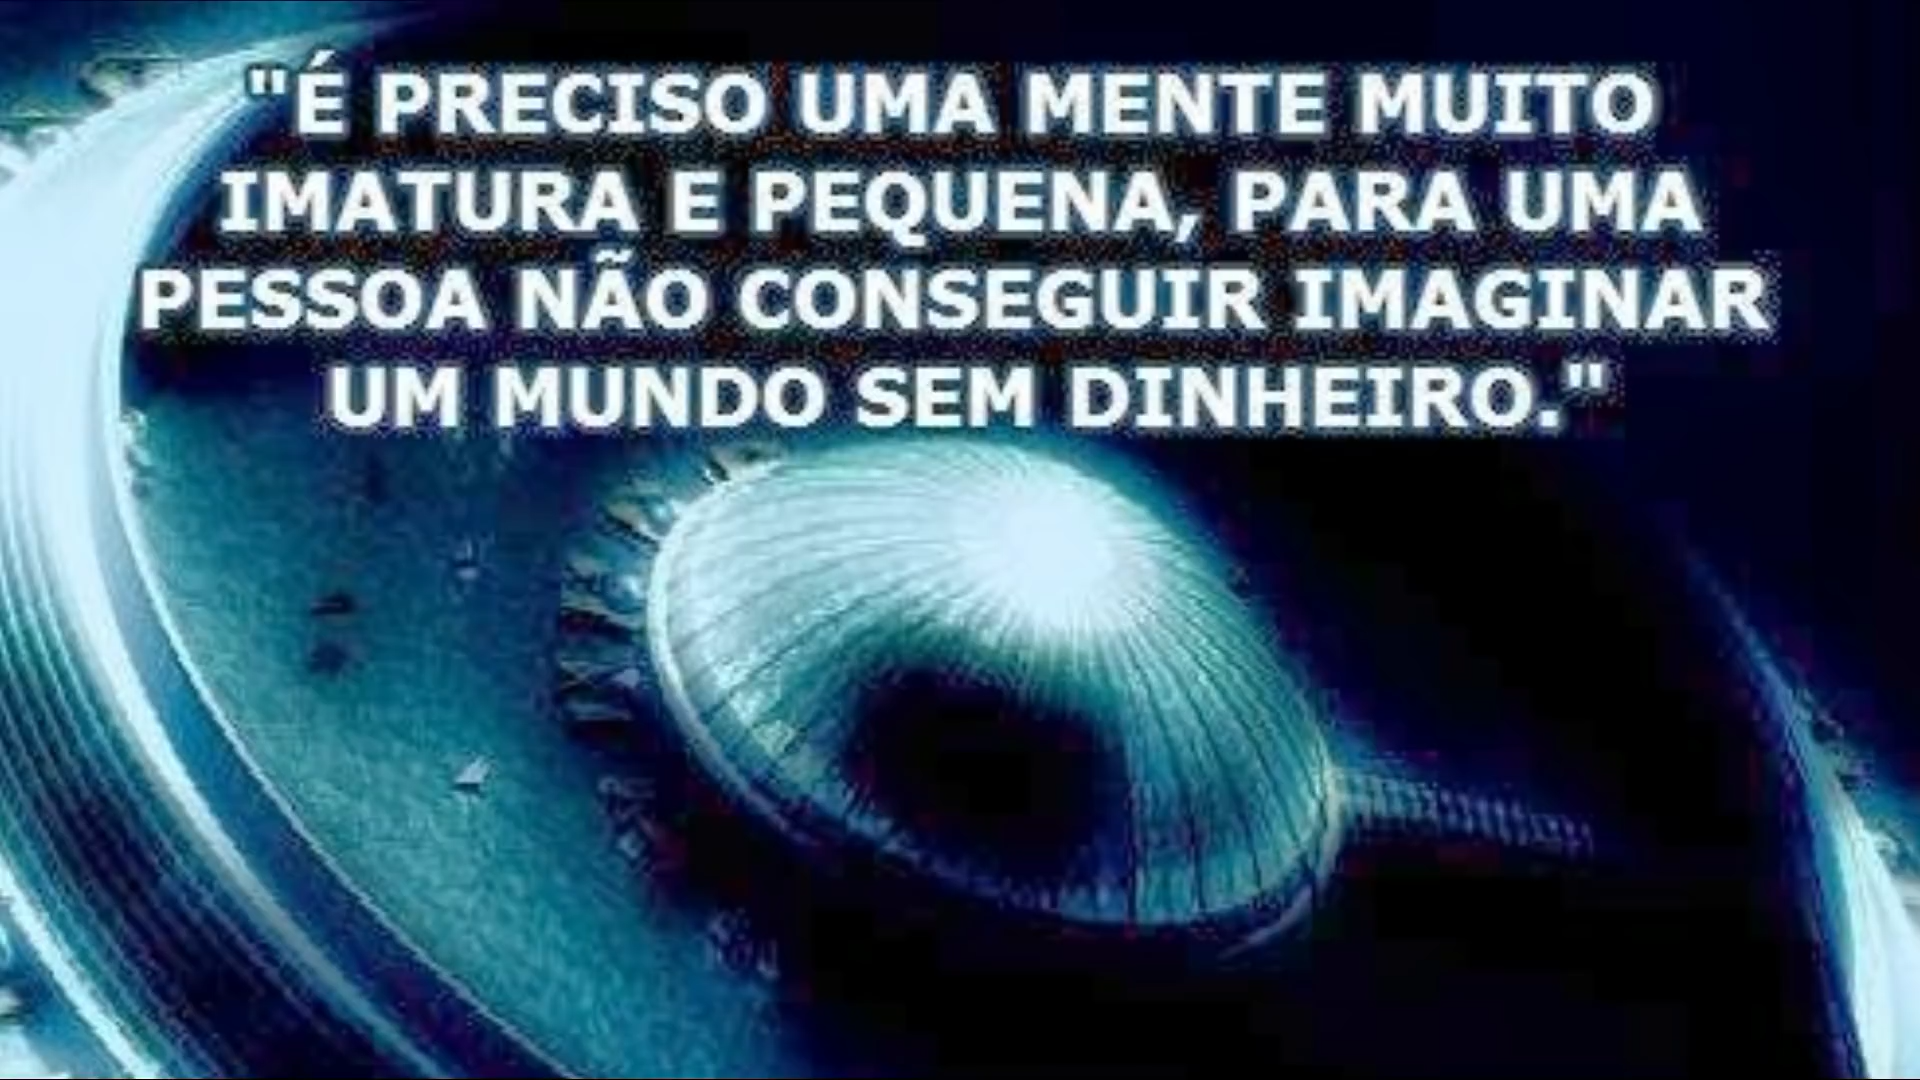 "É PRECISO UMA MENTE MUITO
IMATURA E PEQUENA, PARA UMA
PESSOA NÃO CONSEGUIR IMAGINAR
UM MUNDO SEM DINHEIRO."